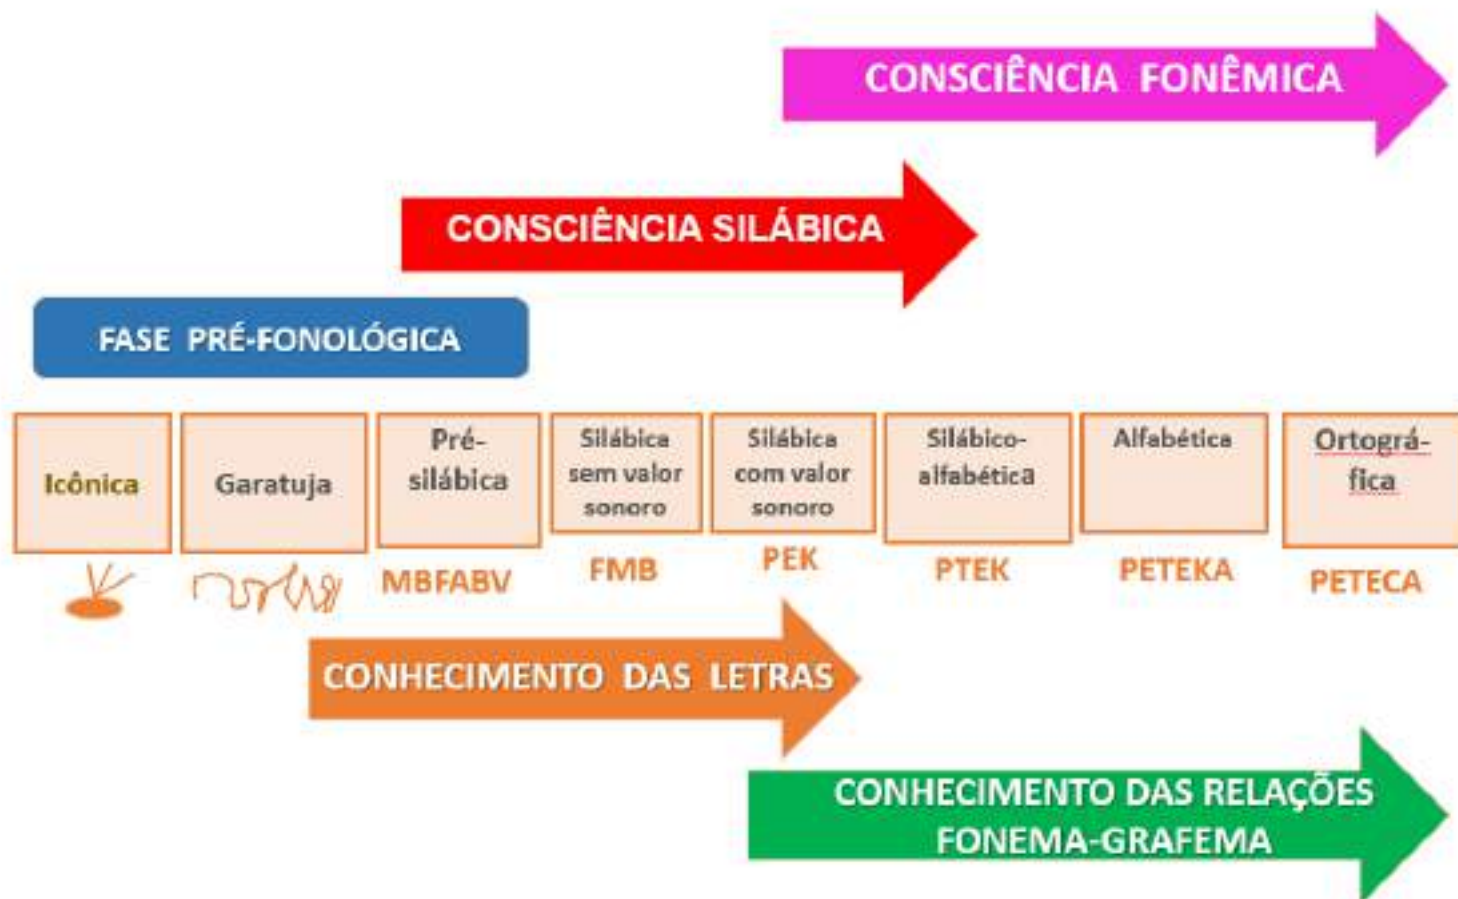 CONSCIÊNCIA FONÊMICA
CONSCIÊNCIA SILÁBICA
FASE PRÉ-FONOLÓGICA
Icônica
Garatuja
Pré-
silábica
Silábica
sem valor
sonoro
Silábica
com valor
sonoro
Silábico-
alfabética
Alfabética
Ortográ-
fica
MBFABV
FMB
PEK
PTEK
PETEKA
PETECA
CONHECIMENTO DAS LETRAS
CONHECIMENTO DAS RELAÇÕES
FONEMA-GRAFEMA